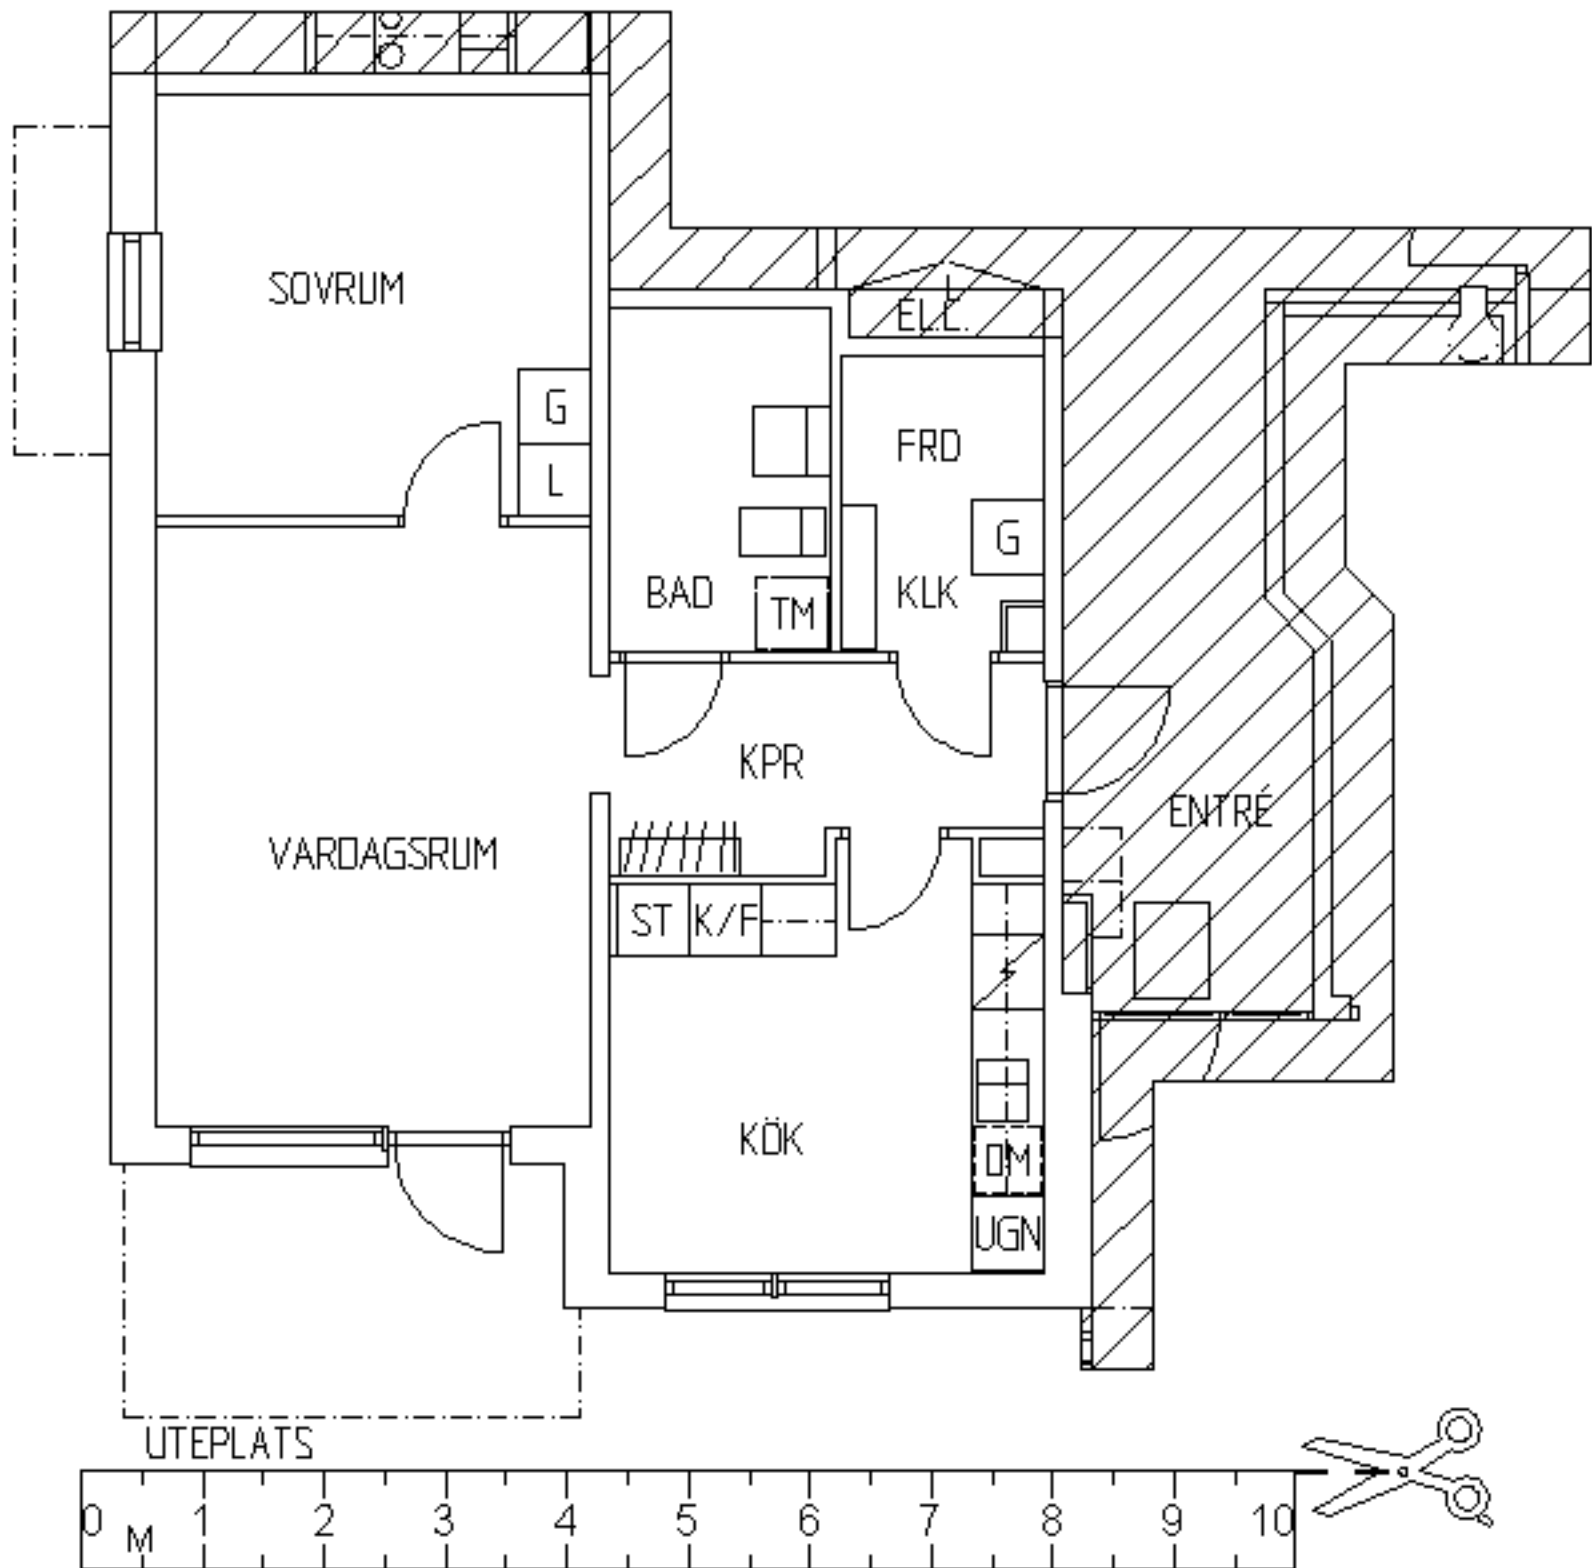 SOVRUM
ELL.
G
FRD
L
G
BAD
TM
KLK
KPR
ENTRÉ
VARDAGSRUM
ST
K/F
KÖK
DM
UGN
UTEPLATS
0 M 1 2 3 4 5 6 7 8 9 10